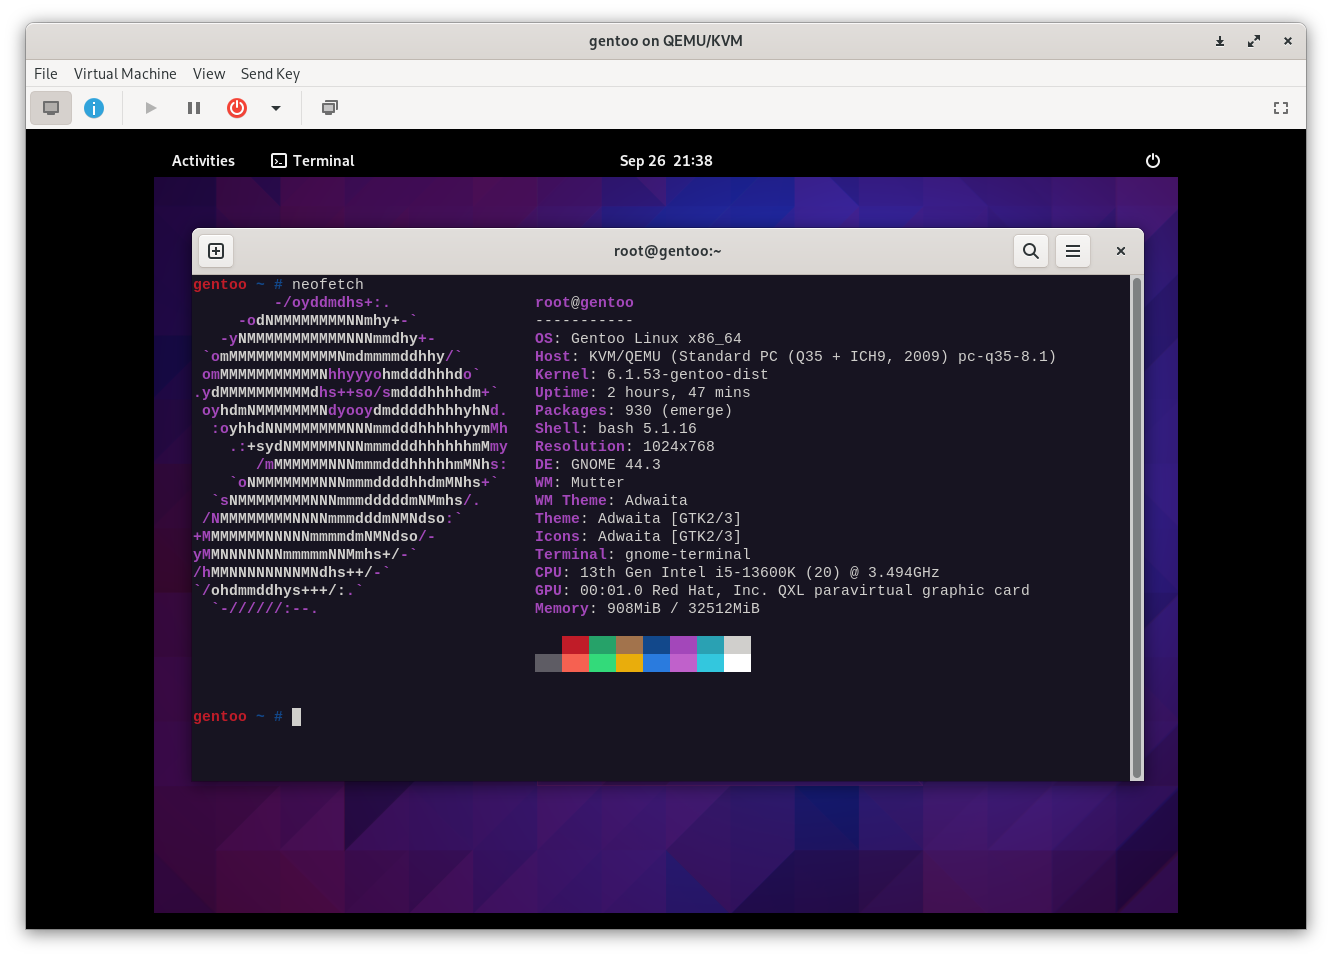 gentoo on QEMU/KVM
File Virtual Machine View Send Key
Activities Terminal Sep 26 21:38
root@gentoo:~
gentoo ~ # neofetch
         -/oyddmdhs+:.                root@gentoo
     -odNMMMMMMMMNNmhy+-`             -----------
   -yNMMMMMMMMMMMNNNmmdhy+-           OS: Gentoo Linux x86_64
 `omMMMMMMMMMMMMNmdmmmmddhhy/`        Host: KVM/QEMU (Standard PC (Q35 + ICH9, 2009) pc-q35-8.1)
 omMMMMMMMMMMMNhhyyyohmdddhhhdo`      Kernel: 6.1.53-gentoo-dist
.ydMMMMMMMMMMdhs++so/smdddhhhhdm+`    Uptime: 2 hours, 47 mins
 oyhdmNMMMMMMMNdyooydmddddhhhhyhNd.   Packages: 930 (emerge)
  :oyhhdNNMMMMMMMNNNmmdddhhhhhyymMh   Shell: bash 5.1.16
    .:+sydNMMMMMNNNmmmdddhhhhhhmMmy   Resolution: 1024x768
       /mMMMMMMNNNmmmdddhhhhhmMNhs:   DE: GNOME 44.3
    `oNMMMMMMMNNNmmmddddhhdmMNhs+`    WM: Mutter
  `sNMMMMMMMMNNNmmmdddddmNMmhs/.      WM Theme: Adwaita
 /NMMMMMMMMNNNNmmmdddmNMNdso:`        Theme: Adwaita [GTK2/3]
+MMMMMMMNNNNNmmmmdmNMNdso/-           Icons: Adwaita [GTK2/3]
yMMNNNNNNNmmmmmNNMmhs+/-`             Terminal: gnome-terminal
/hMMNNNNNNNNMNdhs++/-`                CPU: 13th Gen Intel i5-13600K (20) @ 3.494GHz
`/ohdmmddhys+++/:.`                   GPU: 00:01.0 Red Hat, Inc. QXL paravirtual graphic card
  `-//////:--.                        Memory: 908MiB / 32512MiB
gentoo ~ #